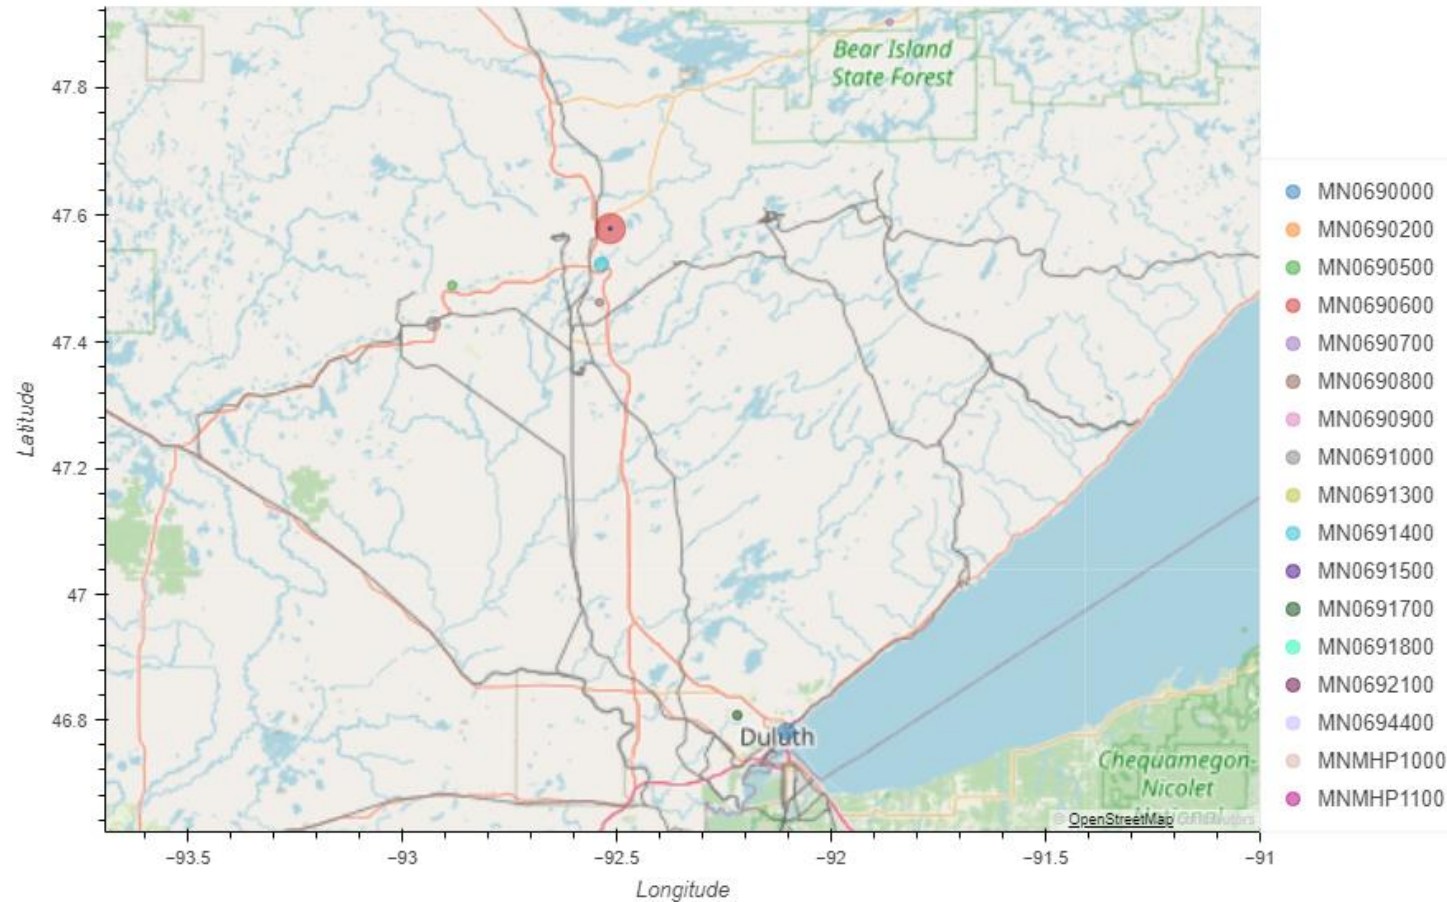 Bear Island
State Forest
47.8
47.6
47.4
47.2
47
46.8
Latitude
Duluth
Chequamegon-
Nicolet
© OpenStreetMap
−93.5
−93
−92.5
−92
−91.5
−91
Longitude
MN0690000
MN0690200
MN0690500
MN0690600
MN0690700
MN0690800
MN0690900
MN0691000
MN0691300
MN0691400
MN0691500
MN0691700
MN0691800
MN0692100
MN0694400
MNMHP1000
MNMHP1100